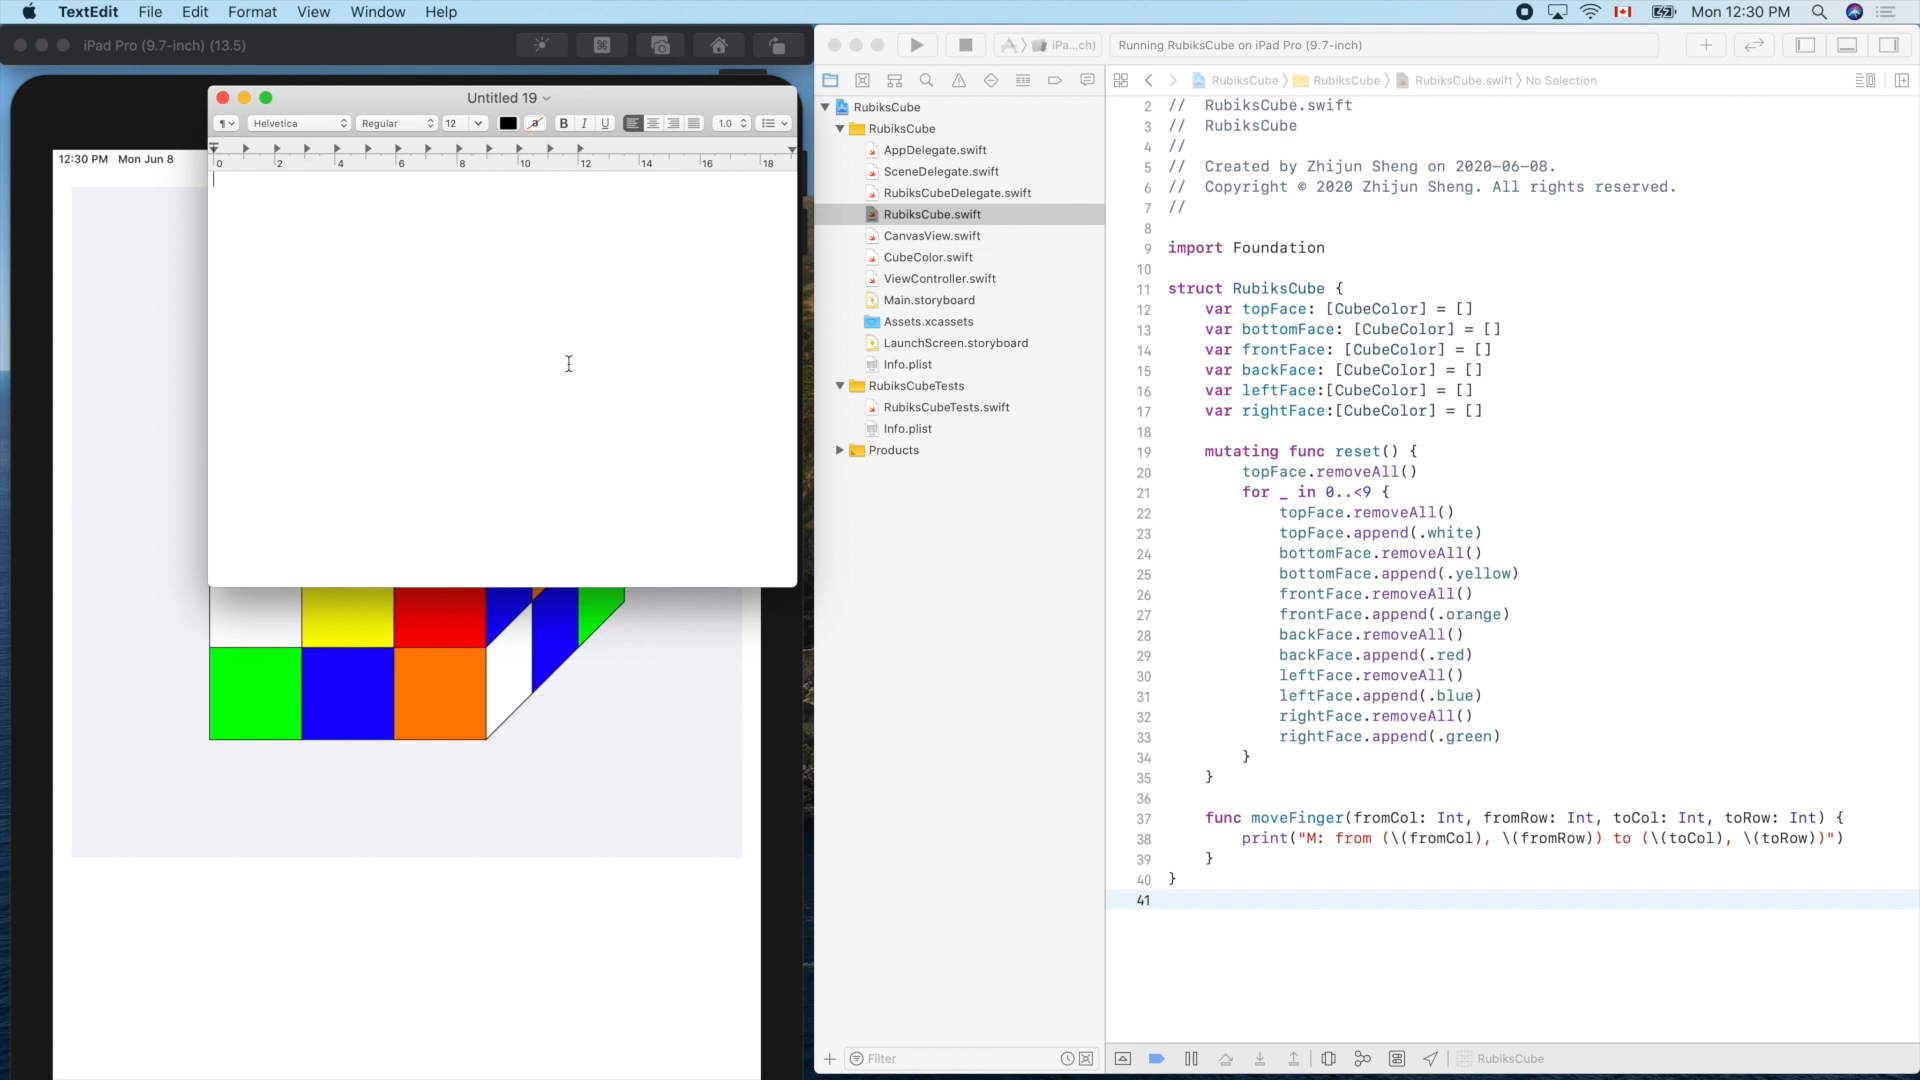 TextEdit File Edit Format View Window Help
Mon 12:30 PM
iPad Pro (9.7-inch) (13.5)
Untitled 19
Helvetica Regular 12 B I U 1.0
0 2 4 6 8 10 12 14 16 18
12:30 PM Mon Jun 8
iPa...ch)
Running RubiksCube on iPad Pro (9.7-inch)
RubiksCube
RubiksCube
AppDelegate.swift
SceneDelegate.swift
RubiksCubeDelegate.swift
RubiksCube.swift
CanvasView.swift
CubeColor.swift
ViewController.swift
Main.storyboard
Assets.xcassets
LaunchScreen.storyboard
Info.plist
RubiksCubeTests
RubiksCubeTests.swift
Info.plist
Products
Filter
RubiksCube RubiksCube RubiksCube.swift No Selection
2 // RubiksCube.swift
3 // RubiksCube
4 //
5 // Created by Zhijun Sheng on 2020-06-08.
6 // Copyright © 2020 Zhijun Sheng. All rights reserved.
7 //
8
9 import Foundation
10
11 struct RubiksCube {
12 var topFace: [CubeColor] = []
13 var bottomFace: [CubeColor] = []
14 var frontFace: [CubeColor] = []
15 var backFace: [CubeColor] = []
16 var leftFace:[CubeColor] = []
17 var rightFace:[CubeColor] = []
18
19 mutating func reset() {
20 topFace.removeAll()
21 for _ in 0..<9 {
22 topFace.removeAll()
23 topFace.append(.white)
24 bottomFace.removeAll()
25 bottomFace.append(.yellow)
26 frontFace.removeAll()
27 frontFace.append(.orange)
28 backFace.removeAll()
29 backFace.append(.red)
30 leftFace.removeAll()
31 leftFace.append(.blue)
32 rightFace.removeAll()
33 rightFace.append(.green)
34 }
35 }
36
37 func moveFinger(fromCol: Int, fromRow: Int, toCol: Int, toRow: Int) {
38 print("M: from (\(fromCol), \(fromRow)) to (\(toCol), \(toRow))")
39 }
40 }
41
RubiksCube